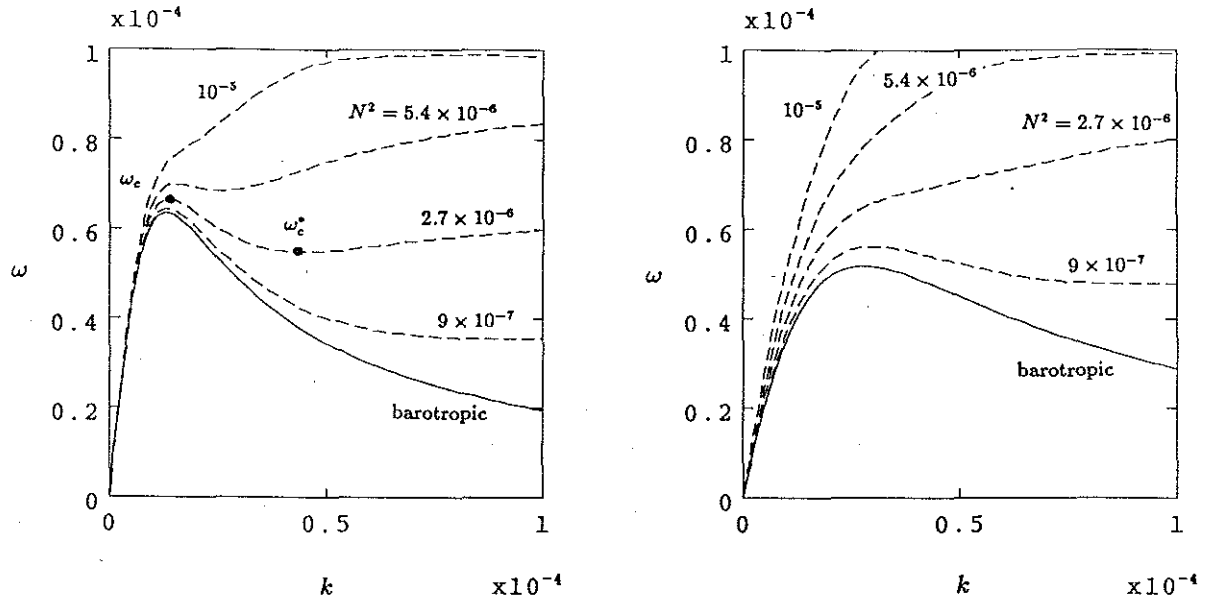 x10⁻⁴
1
0.8
0.6
0.4
0.2
0
ω
10⁻⁵
N² = 5.4 × 10⁻⁶
ω_c
ω_c*
2.7 × 10⁻⁶
9 × 10⁻⁷
barotropic
0
0.5
1
k
x10⁻⁴
x10⁻⁴
1
0.8
0.6
0.4
0.2
0
ω
10⁻⁵
5.4 × 10⁻⁶
N² = 2.7 × 10⁻⁶
9 × 10⁻⁷
barotropic
0
0.5
1
k
x10⁻⁴